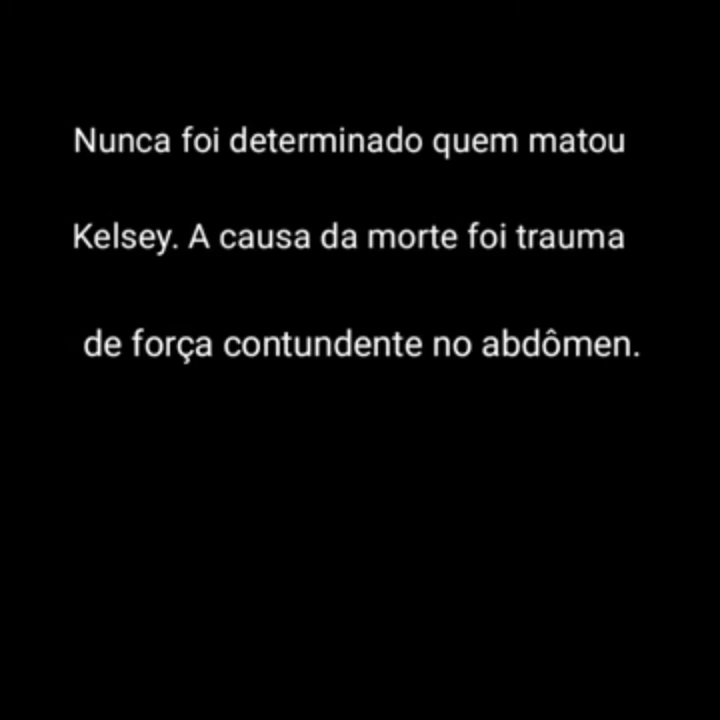 Nunca foi determinado quem matou
Kelsey. A causa da morte foi trauma
de força contundente no abdômen.